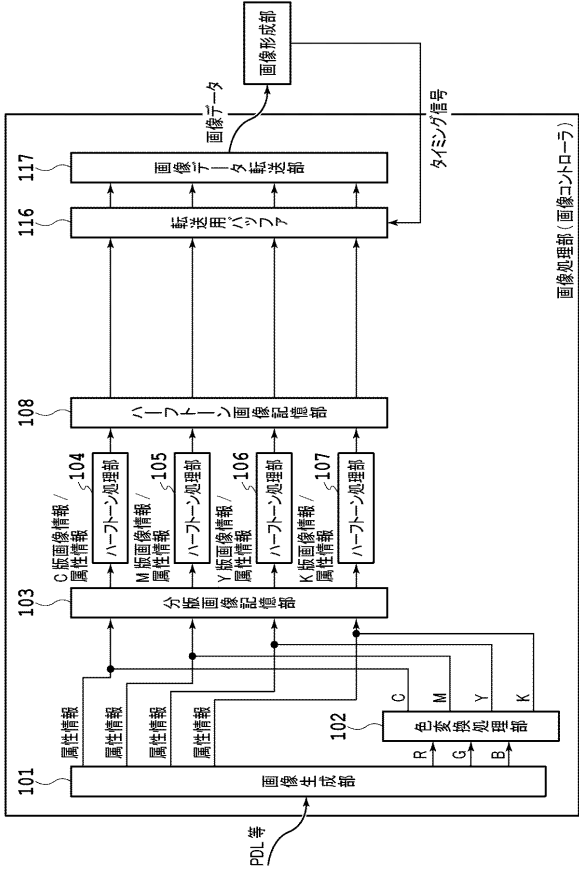 PDL等
101
画像生成部
属性情報
属性情報
属性情報
属性情報
R
G
B
102
色変換処理部
C
M
Y
K
103
分版画像記憶部
C版画像情報/
属性情報
104
ハーフトーン処理部
M版画像情報/
属性情報
105
ハーフトーン処理部
Y版画像情報/
属性情報
106
ハーフトーン処理部
K版画像情報/
属性情報
107
ハーフトーン処理部
108
ハーフトーン画像記憶部
116
転送用バッファ
117
画像データ転送部
画像データ
画像形成部
タイミング信号
画像処理部(画像コントローラ)